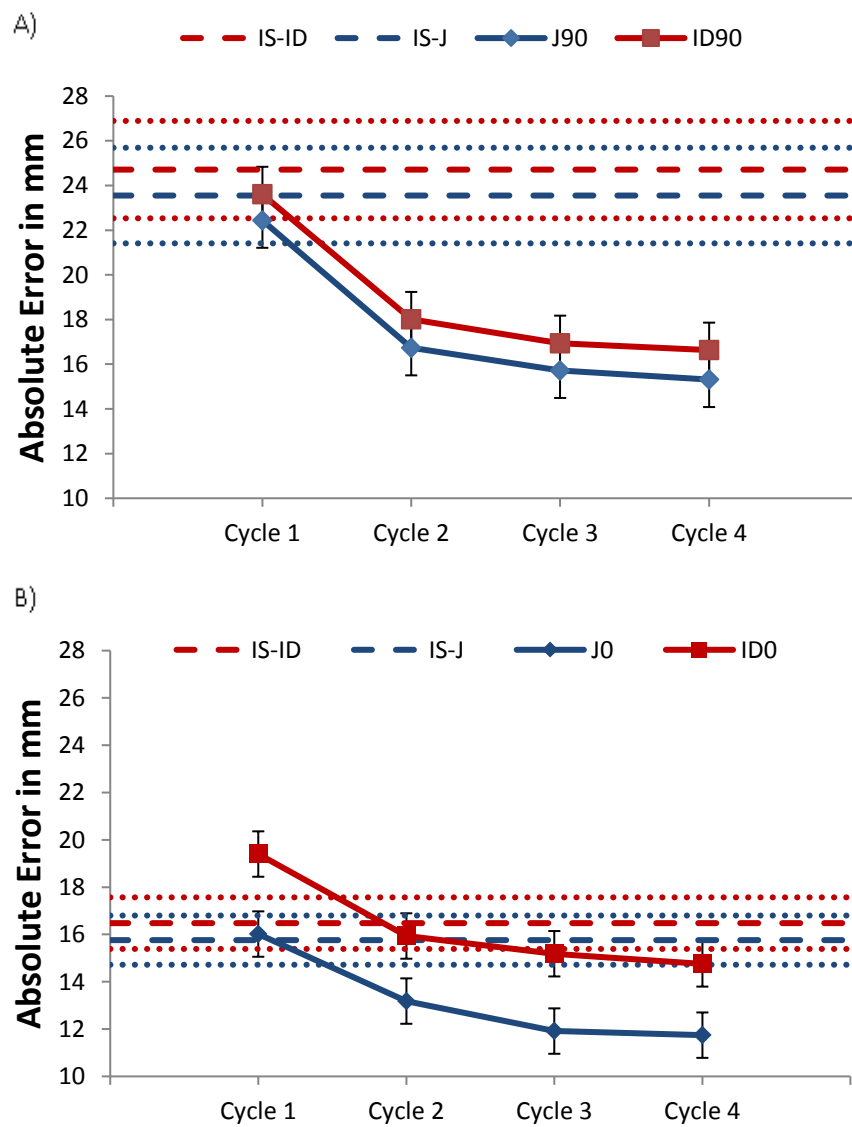 A)
IS-ID IS-J J90 ID90
Absolute Error in mm
28
26
24
22
20
18
16
14
12
10
Cycle 1 Cycle 2 Cycle 3 Cycle 4
B)
IS-ID IS-J J0 ID0
Absolute Error in mm
28
26
24
22
20
18
16
14
12
10
Cycle 1 Cycle 2 Cycle 3 Cycle 4